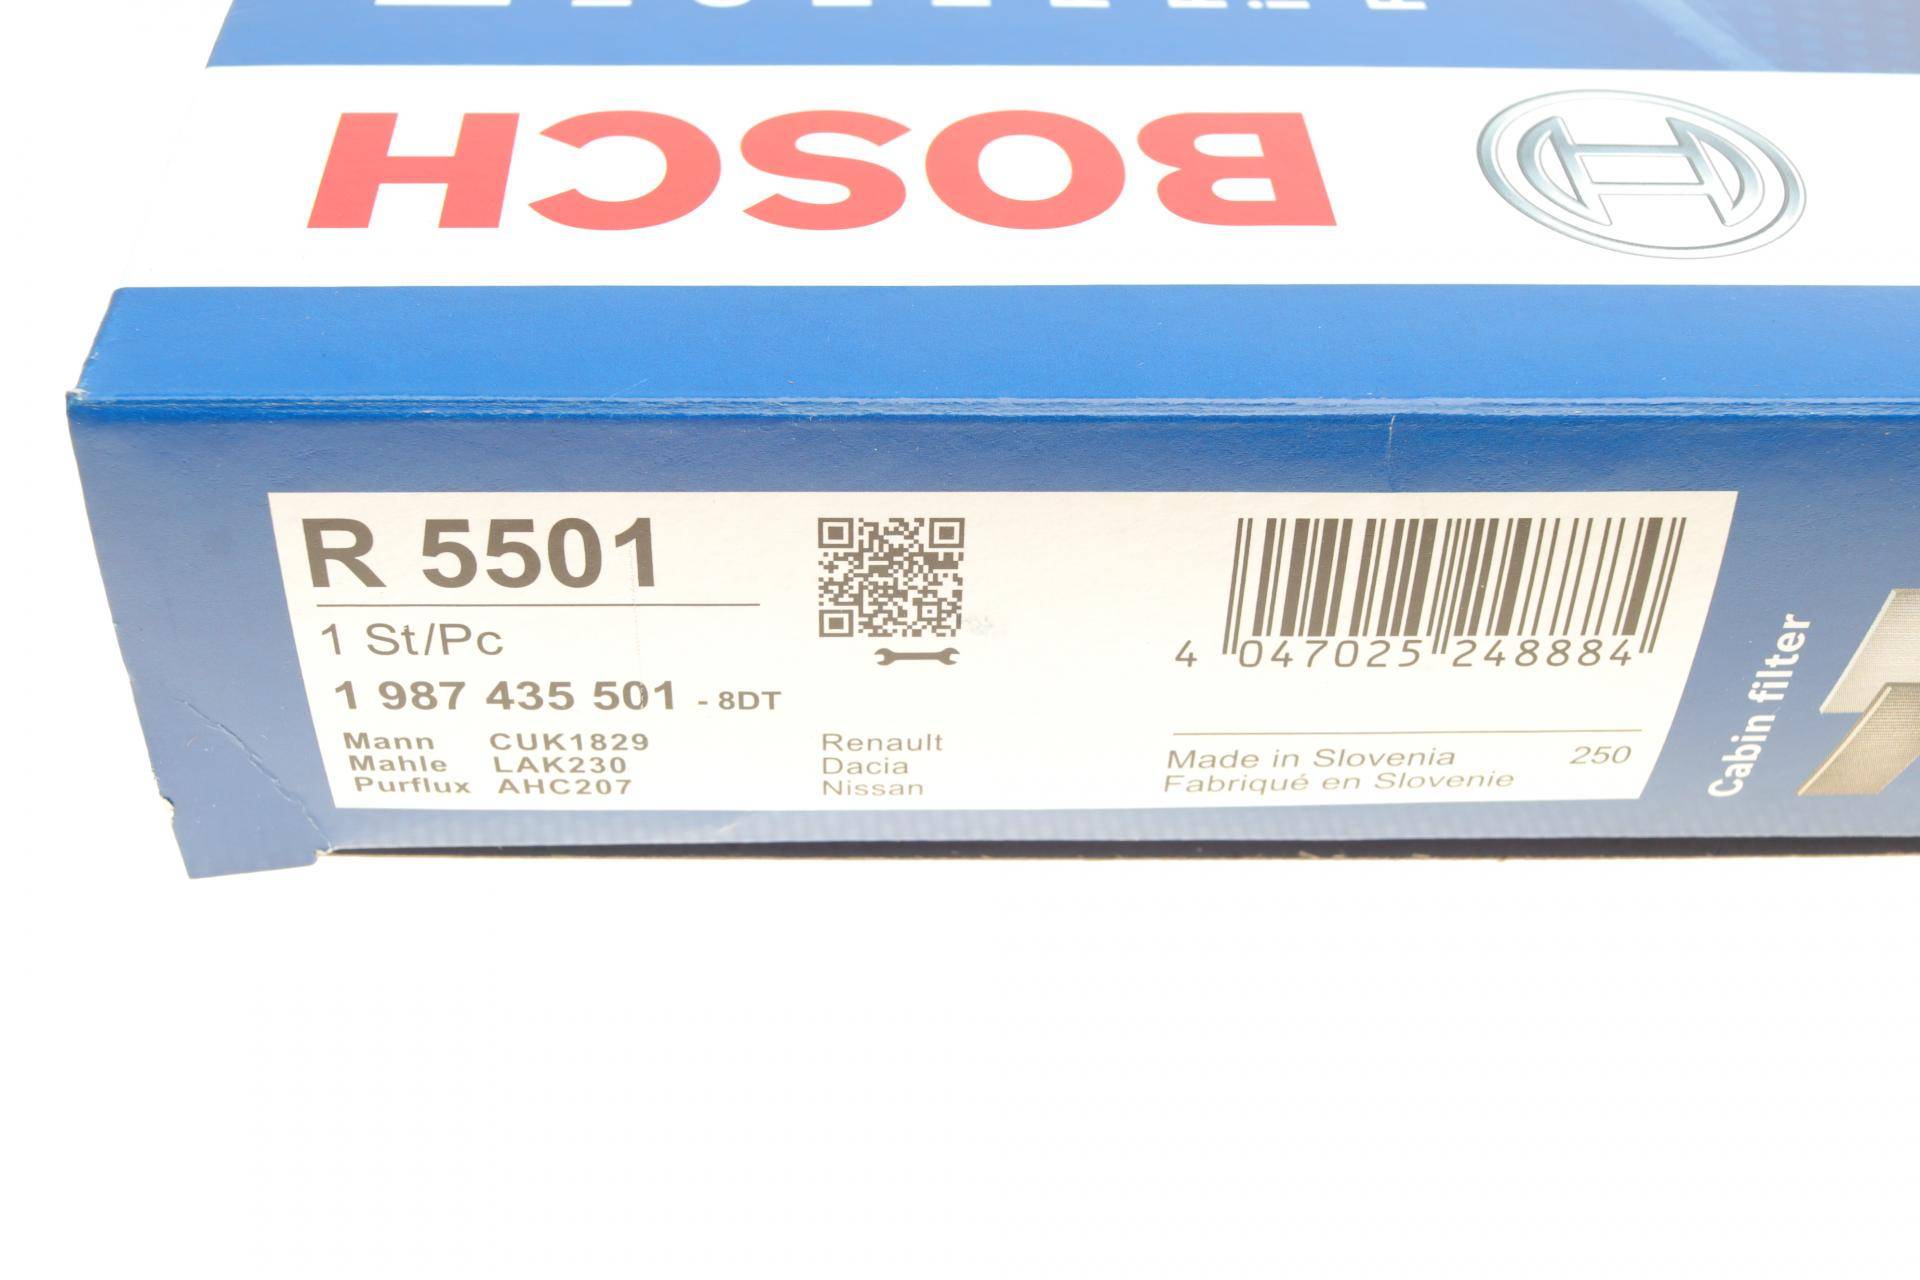 BOSCH
R 5501
1 St/Pc
1 987 435 501 - 8DT
Mann CUK1829
Mahle LAK230
Purflux AHC207
Renault
Dacia
Nissan
4 047025 248884
Made in Slovenia 250
Fabriqué en Slovenie
Cabin filter